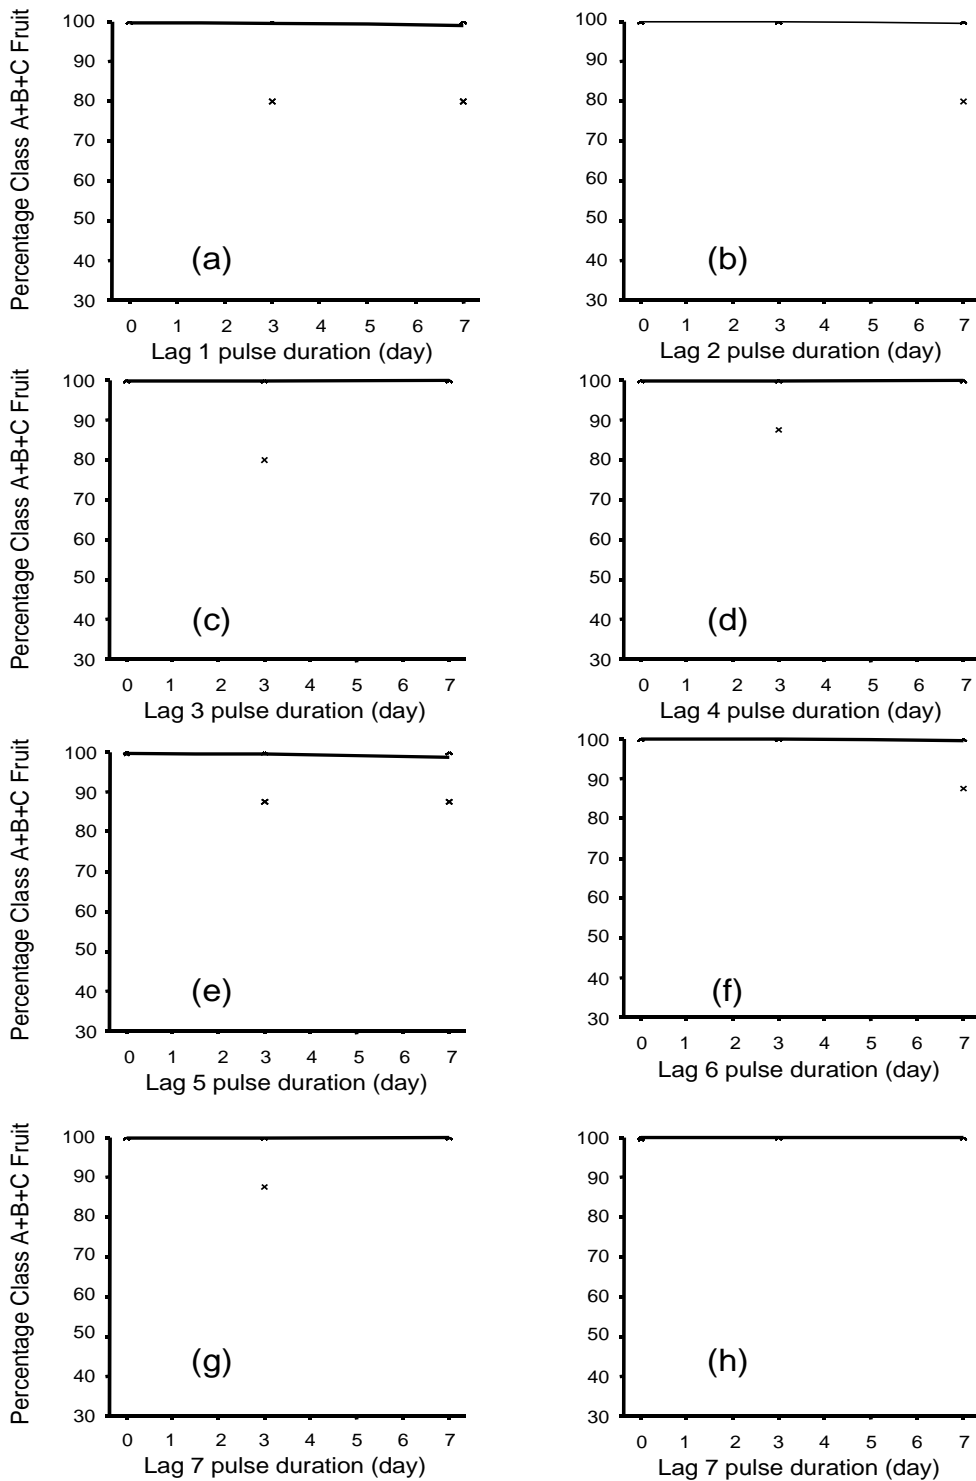 Percentage Class A+B+C Fruit
100
90
80
70
60
50
40
30
(a)
0 1 2 3 4 5 6 7
Lag 1 pulse duration (day)
100
90
80
70
60
50
40
30
(b)
0 1 2 3 4 5 6 7
Lag 2 pulse duration (day)
Percentage Class A+B+C Fruit
100
90
80
70
60
50
40
30
(c)
0 1 2 3 4 5 6 7
Lag 3 pulse duration (day)
100
90
80
70
60
50
40
30
(d)
0 1 2 3 4 5 6 7
Lag 4 pulse duration (day)
Percentage Class A+B+C Fruit
100
90
80
70
60
50
40
30
(e)
0 1 2 3 4 5 6 7
Lag 5 pulse duration (day)
100
90
80
70
60
50
40
30
(f)
0 1 2 3 4 5 6 7
Lag 6 pulse duration (day)
Percentage Class A+B+C Fruit
100
90
80
70
60
50
40
30
(g)
0 1 2 3 4 5 6 7
Lag 7 pulse duration (day)
100
90
80
70
60
50
40
30
(h)
0 1 2 3 4 5 6 7
Lag 7 pulse duration (day)